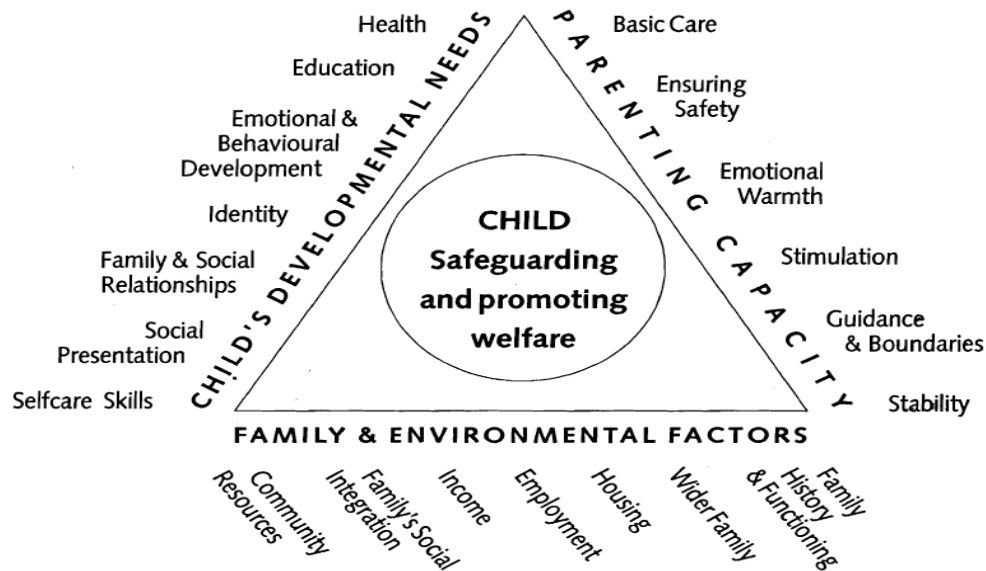 Health
Education
Emotional &
Behavioural
Development
Identity
Family & Social
Relationships
Social
Presentation
Selfcare Skills
CHILD'S DEVELOPMENTAL NEEDS
CHILD
Safeguarding
and promoting
welfare
PARENTING CAPACITY
Basic Care
Ensuring
Safety
Emotional
Warmth
Stimulation
Guidance
& Boundaries
Stability
FAMILY & ENVIRONMENTAL FACTORS
Community
Resources
Family's Social
Integration
Income
Employment
Housing
Wider Family
Family
History
& Functioning